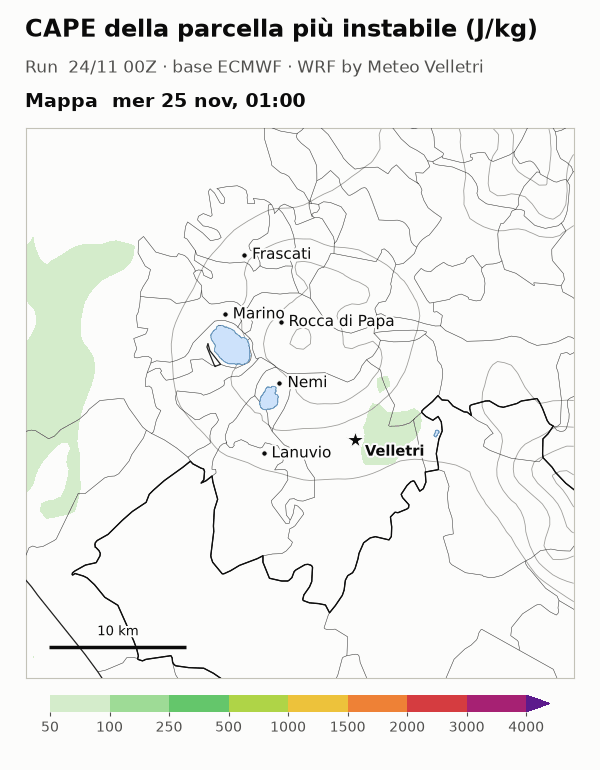 CAPE della parcella più instabile (J/kg)
Run  24/11 00Z · base ECMWF · WRF by Meteo Velletri
Mappa  mer 25 nov, 01:00
Frascati
Marino
Rocca di Papa
Nemi
Velletri
Lanuvio
10 km
50 100 250 500 1000 1500 2000 3000 4000